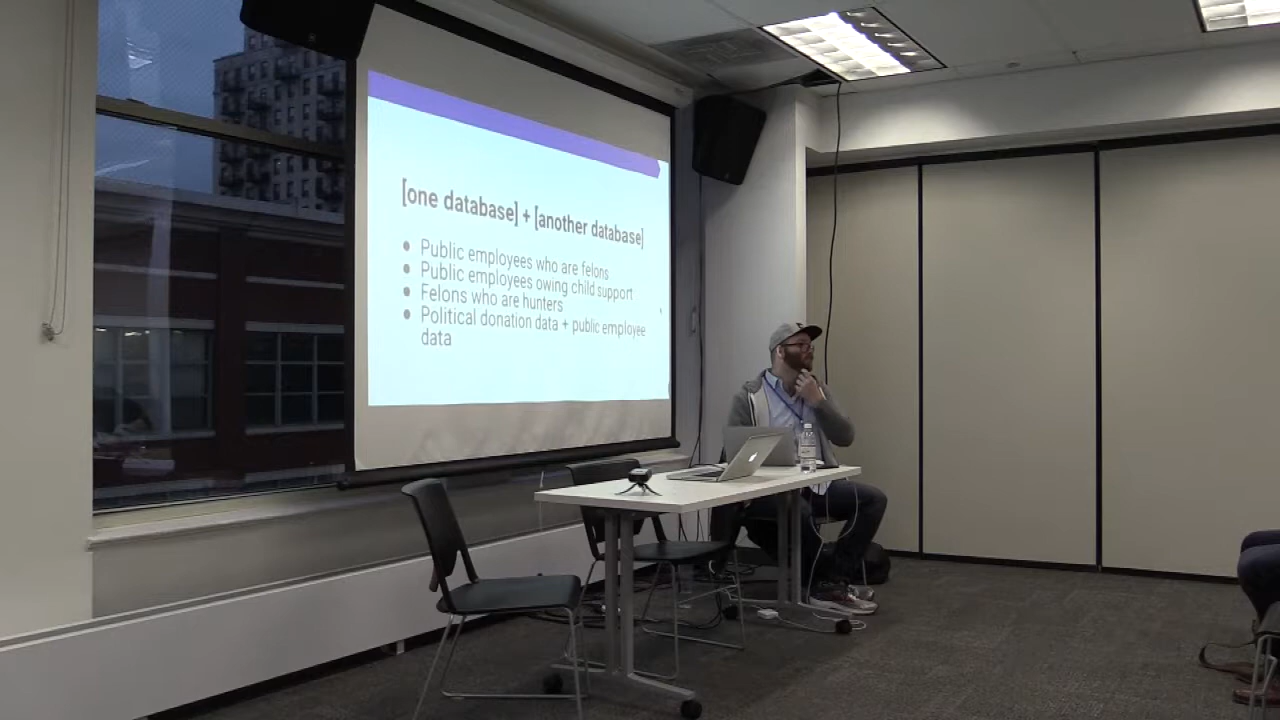 [one database] + [another database]
● Public employees who are felons
● Public employees owing child support
● Felons who are hunters
● Political donation data + public employee
data